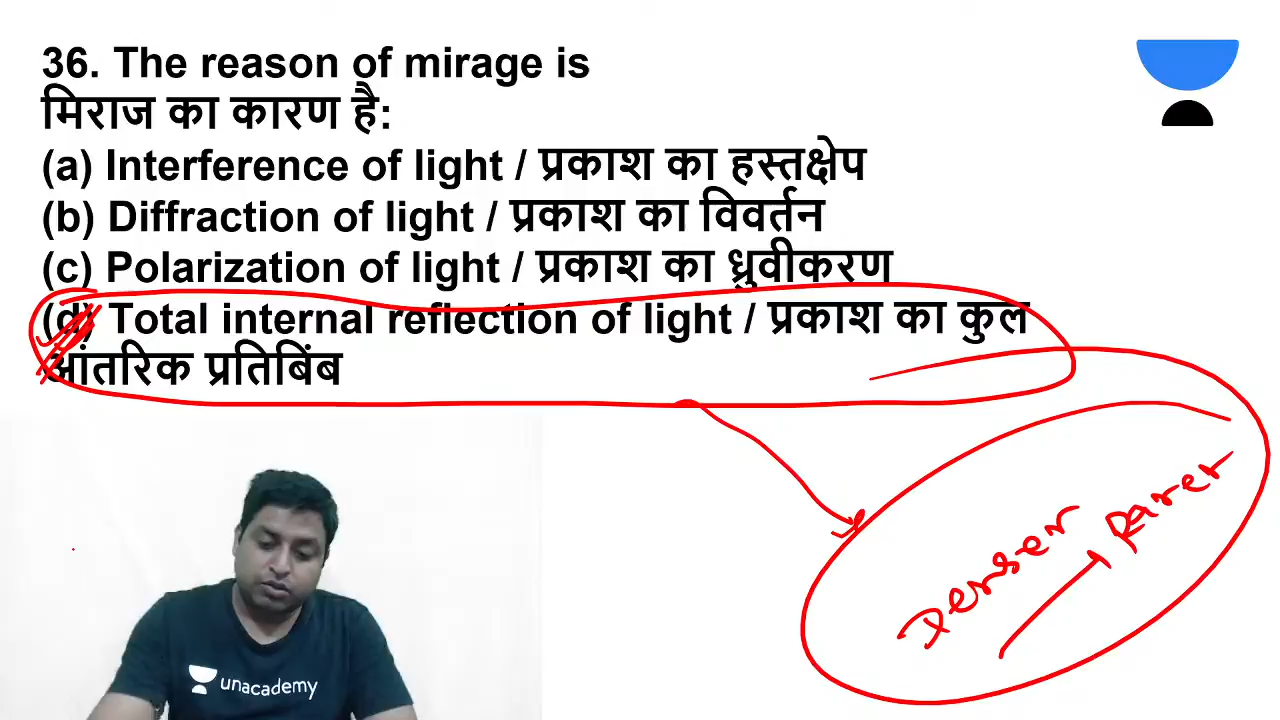 36. The reason of mirage is
मिराज का कारण है:
(a) Interference of light / प्रकाश का हस्तक्षेप
(b) Diffraction of light / प्रकाश का विवर्तन
(c) Polarization of light / प्रकाश का ध्रुवीकरण
(d) Total internal reflection of light / प्रकाश का कुल
आंतरिक प्रतिबिंब
Denser → Rarer
unacademy